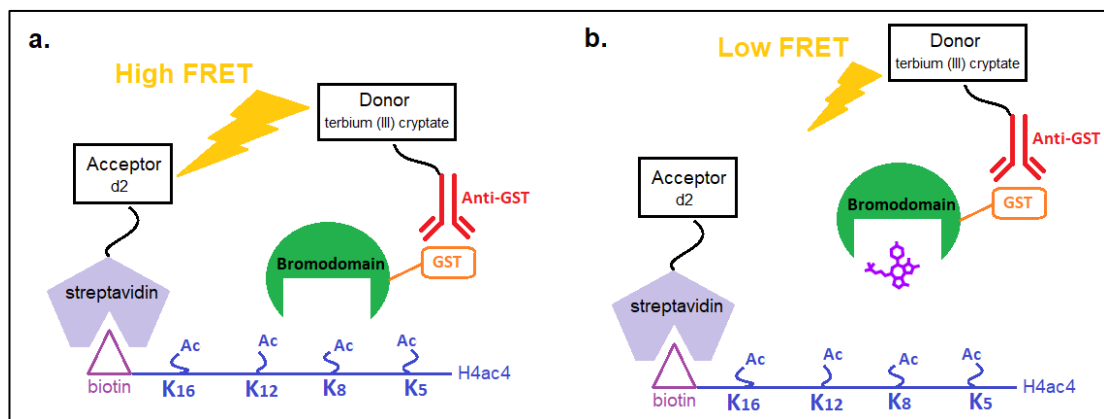 a.
High FRET
Donor
terbium (III) cryptate
Acceptor
d2
Anti-GST
Bromodomain
GST
streptavidin
Ac Ac Ac Ac
biotin
K16 K12 K8 K5
H4ac4
b.
Low FRET
Donor
terbium (III) cryptate
Anti-GST
Acceptor
d2
Bromodomain
GST
streptavidin
Ac Ac Ac Ac
biotin
K16 K12 K8 K5
H4ac4